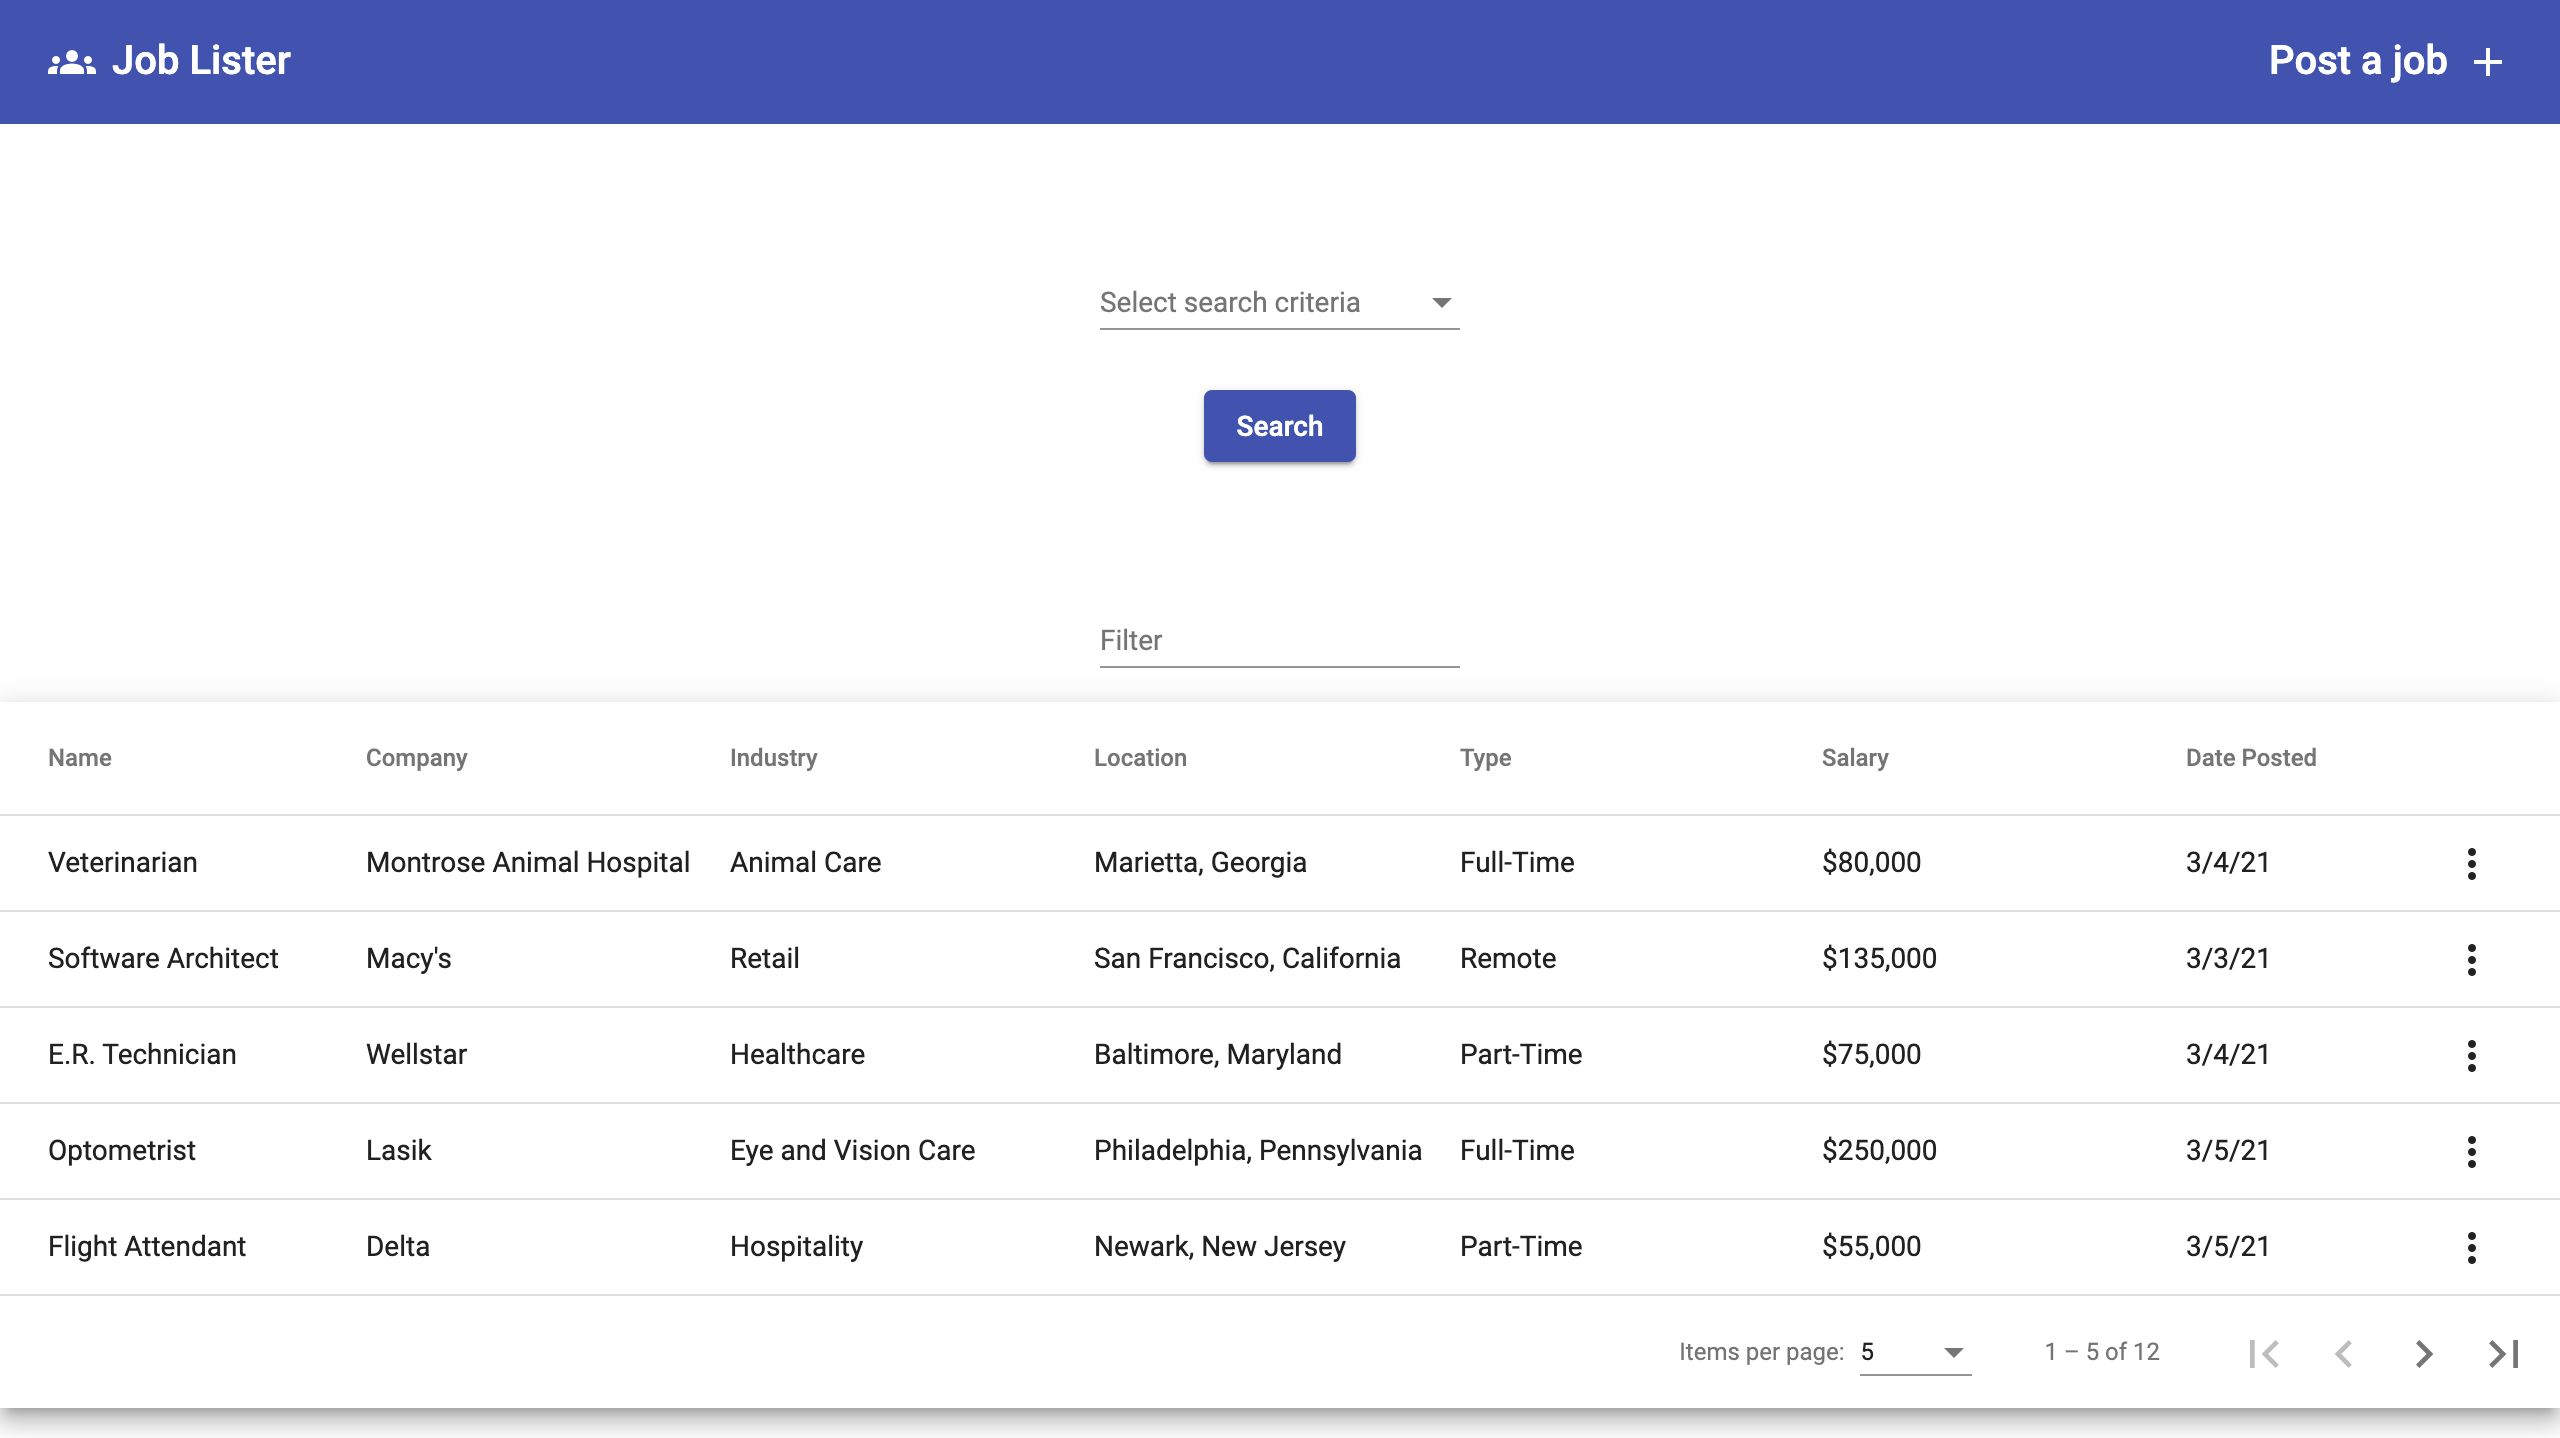 Job Lister Post a job
Select search criteria
Search
Filter
Name Company Industry Location Type Salary Date Posted
Veterinarian Montrose Animal Hospital Animal Care Marietta, Georgia Full-Time $80,000 3/4/21
Software Architect Macy's Retail San Francisco, California Remote $135,000 3/3/21
E.R. Technician Wellstar Healthcare Baltimore, Maryland Part-Time $75,000 3/4/21
Optometrist Lasik Eye and Vision Care Philadelphia, Pennsylvania Full-Time $250,000 3/5/21
Flight Attendant Delta Hospitality Newark, New Jersey Part-Time $55,000 3/5/21
Items per page: 5 1 – 5 of 12